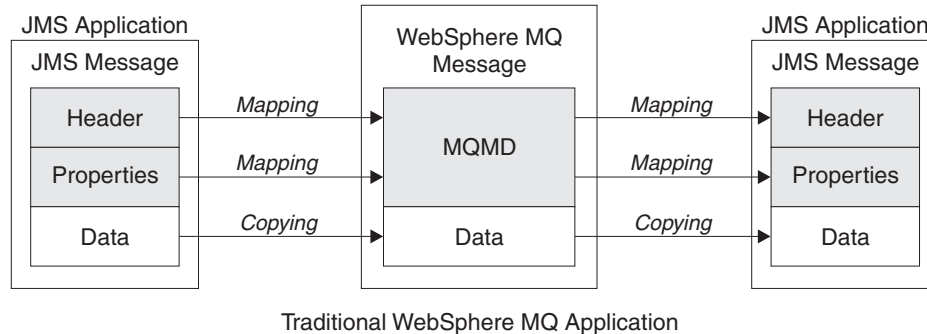 JMS Application
JMS Message
Header
Properties
Data
Mapping
Mapping
Copying
WebSphere MQ
Message
MQMD
Data
Mapping
Mapping
Copying
JMS Application
JMS Message
Header
Properties
Data
Traditional WebSphere MQ Application